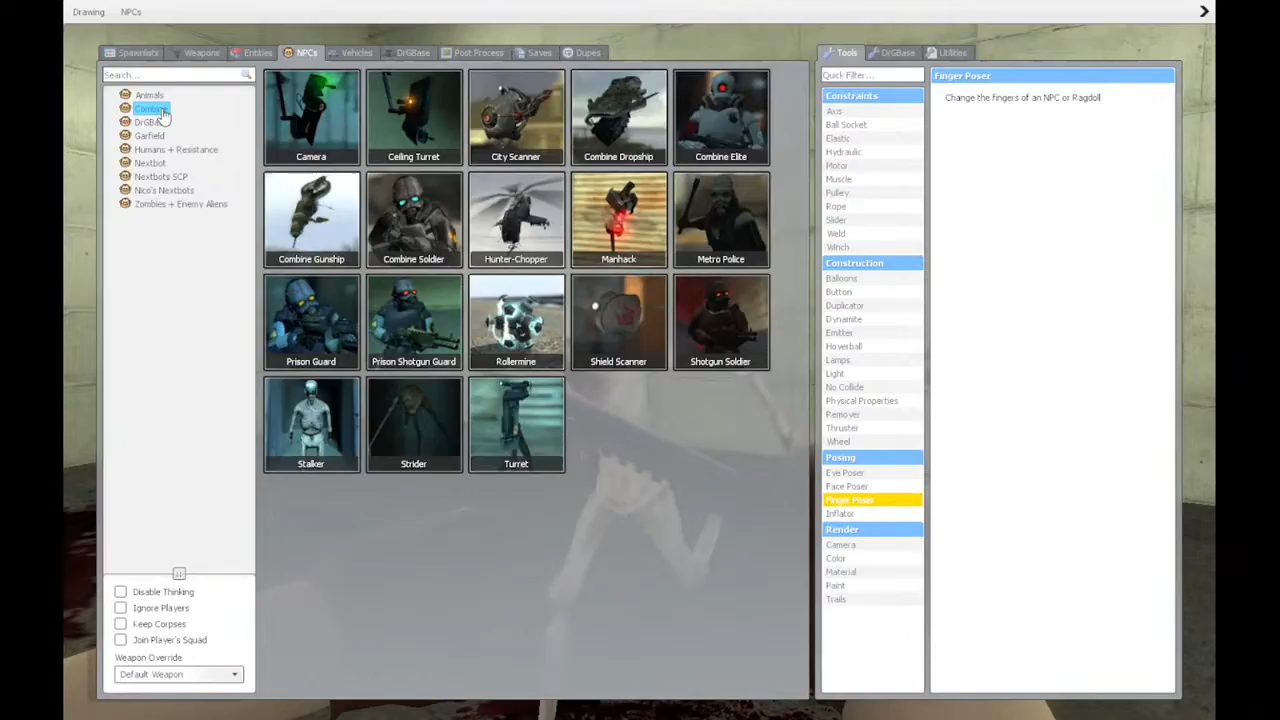 Drawing NPCs
Spawnlists Weapons Entities NPCs Vehicles DrGBase Post Process Saves Dupes
Search...
Animals
Combine
DrGBase
Garfield
Humans + Resistance
Nextbot
Nextbots SCP
Nico's Nextbots
Zombies + Enemy Aliens
Camera Ceiling Turret City Scanner Combine Dropship Combine Elite
Combine Gunship Combine Soldier Hunter-Chopper Manhack Metro Police
Prison Guard Prison Shotgun Guard Rollermine Shield Scanner Shotgun Soldier
Stalker Strider Turret
Disable Thinking
Ignore Players
Keep Corpses
Join Player's Squad
Weapon Override
Default Weapon
Tools DrGBase Utilities
Quick Filter...
Constraints
Axis
Ball Socket
Elastic
Hydraulic
Motor
Muscle
Pulley
Rope
Slider
Weld
Winch
Construction
Balloons
Button
Duplicator
Dynamite
Emitter
Hoverball
Lamps
Light
No Collide
Physical Properties
Remover
Thruster
Wheel
Posing
Eye Poser
Face Poser
Finger Poser
Inflator
Render
Camera
Color
Material
Paint
Trails
Finger Poser
Change the fingers of an NPC or Ragdoll